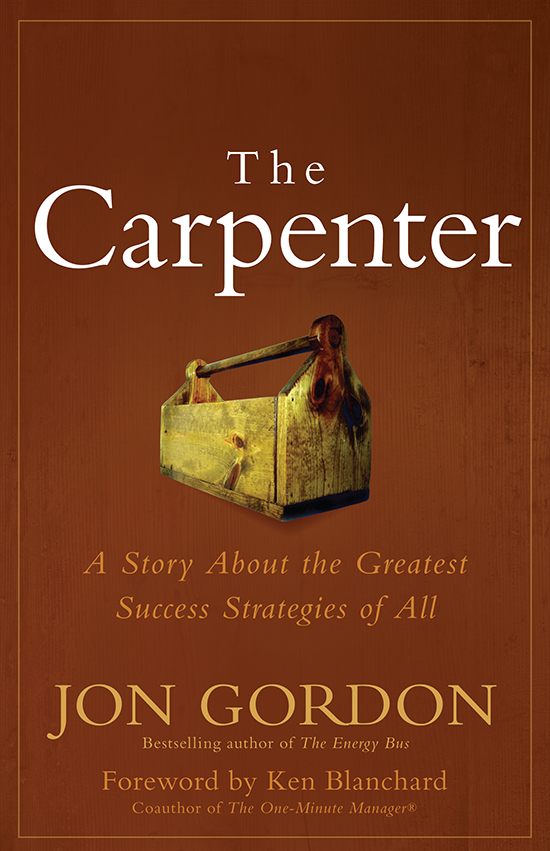 The
Carpenter
A Story About the Greatest
Success Strategies of All
JON GORDON
Bestselling author of The Energy Bus
Foreword by Ken Blanchard
Coauthor of The One-Minute Manager®